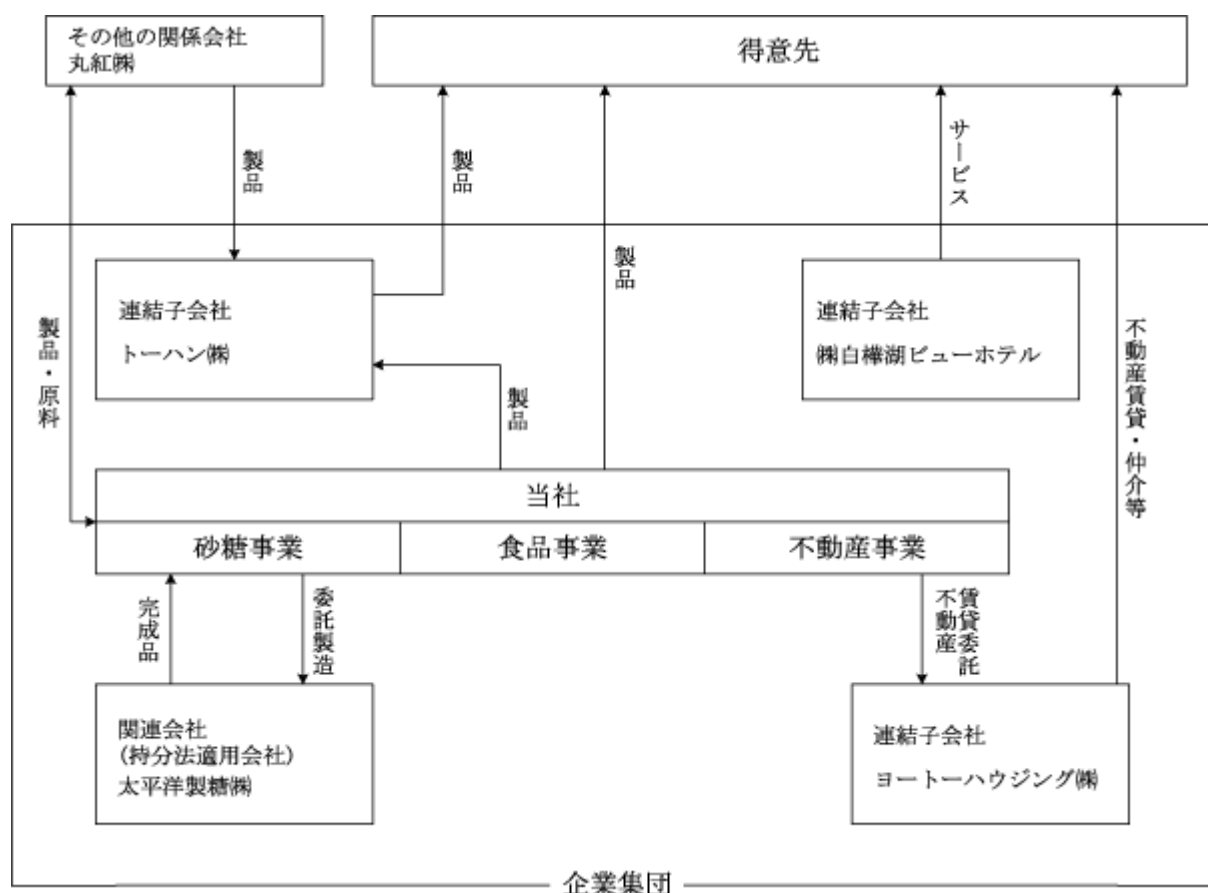 その他の関係会社
丸紅㈱
得意先
製品
製品
サービス
製品
製品・原料
連結子会社
トーハン㈱
連結子会社
㈱白樺湖ビューホテル
不動産賃貸・仲介等
製品
当社
砂糖事業
食品事業
不動産事業
完成品
委託製造
不動産
賃貸委託
関連会社
(持分法適用会社)
太平洋製糖㈱
連結子会社
ヨートーハウジング㈱
企業集団